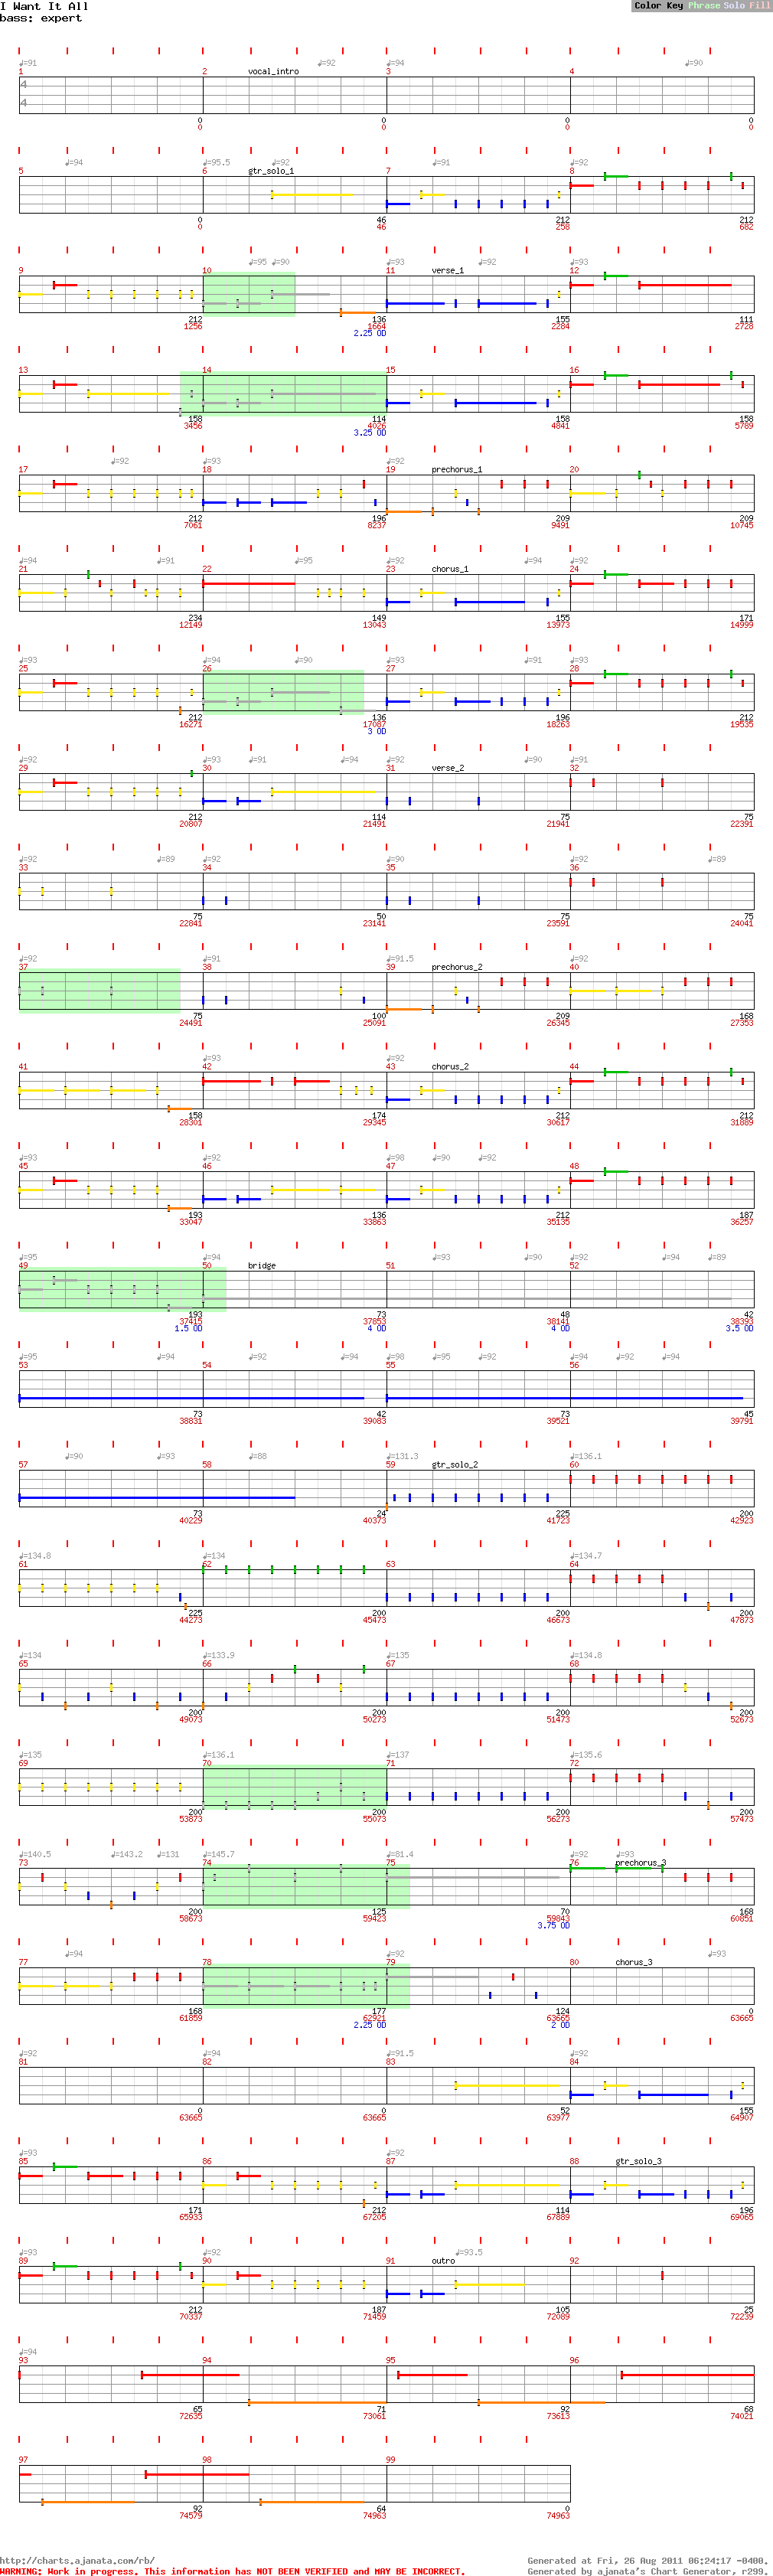 I Want It All
Color Key Phrase Solo Fill
bass: expert
♩=91 ♩=92 ♩=94 ♩=90
1 2 vocal_intro 3 4
4
4
0 0 0 0
0 0 0 0
♩=94 ♩=95.5 ♩=92 ♩=91 ♩=92
5 6 gtr_solo_1 7 8
0 46 212 212
0 46 258 682
♩=95 ♩=90 ♩=93 ♩=92 ♩=93
9 10 11 verse_1 12
212 136 155 111
1256 1664 2284 2728
2.25 OD
13 14 15 16
158 114 158 158
3456 4026 4841 5789
3.25 OD
♩=92 ♩=93 ♩=92
17 18 19 prechorus_1 20
212 196 209 209
7061 8237 9491 10745
♩=94 ♩=91 ♩=95 ♩=92 ♩=94 ♩=92
21 22 23 chorus_1 24
234 149 155 171
12149 13043 13973 14999
♩=93 ♩=94 ♩=90 ♩=93 ♩=91 ♩=93
25 26 27 28
212 136 196 212
16271 17087 18263 19535
3 OD
♩=92 ♩=93 ♩=91 ♩=94 ♩=92 ♩=90 ♩=91
29 30 31 verse_2 32
212 114 75 75
20807 21491 21941 22391
♩=92 ♩=89 ♩=92 ♩=90 ♩=92 ♩=89
33 34 35 36
75 50 75 75
22841 23141 23591 24041
♩=92 ♩=91 ♩=91.5 ♩=92
37 38 39 prechorus_2 40
75 100 209 168
24491 25091 26345 27353
♩=93 ♩=92
41 42 43 chorus_2 44
158 174 212 212
28301 29345 30617 31889
♩=93 ♩=92 ♩=98 ♩=90 ♩=92
45 46 47 48
193 136 212 187
33047 33863 35135 36257
♩=95 ♩=94 ♩=93 ♩=90 ♩=92 ♩=94 ♩=89
49 50 bridge 51 52
193 73 48 42
37415 37853 38141 38393
1.5 OD 4 OD 4 OD 3.5 OD
♩=95 ♩=94 ♩=92 ♩=94 ♩=98 ♩=95 ♩=92 ♩=94 ♩=92 ♩=94
53 54 55 56
73 42 73 45
38831 39083 39521 39791
♩=90 ♩=93 ♩=88 ♩=131.3 ♩=136.1
57 58 59 gtr_solo_2 60
73 24 225 200
40229 40373 41723 42923
♩=134.8 ♩=134 ♩=134.7
61 62 63 64
225 200 200 200
44273 45473 46673 47873
♩=134 ♩=133.9 ♩=135 ♩=134.8
65 66 67 68
200 200 200 200
49073 50273 51473 52673
♩=135 ♩=136.1 ♩=137 ♩=135.6
69 70 71 72
200 200 200 200
53873 55073 56273 57473
♩=140.5 ♩=143.2 ♩=131 ♩=145.7 ♩=81.4 ♩=92 ♩=93
73 74 75 76 prechorus_3
200 125 70 168
58673 59423 59843 60851
3.75 OD
♩=94 ♩=92 ♩=93
77 78 79 80 chorus_3
168 177 124 0
61859 62921 63665 63665
2.25 OD 2 OD
♩=92 ♩=94 ♩=91.5 ♩=92
81 82 83 84
0 0 52 155
63665 63665 63977 64907
♩=93 ♩=92
85 86 87 88 gtr_solo_3
171 212 114 196
65933 67205 67889 69065
♩=93 ♩=92 ♩=93.5
89 90 91 outro 92
212 187 105 25
70337 71459 72089 72239
♩=94
93 94 95 96
65 71 92 68
72635 73061 73613 74021
97 98 99
92 64 0
74579 74963 74963
http://charts.ajanata.com/rb/
Generated at Fri, 26 Aug 2011 06:24:17 -0400.
WARNING: Work in progress. This information has NOT BEEN VERIFIED and MAY BE INCORRECT.
Generated by ajanata's Chart Generator, r299.